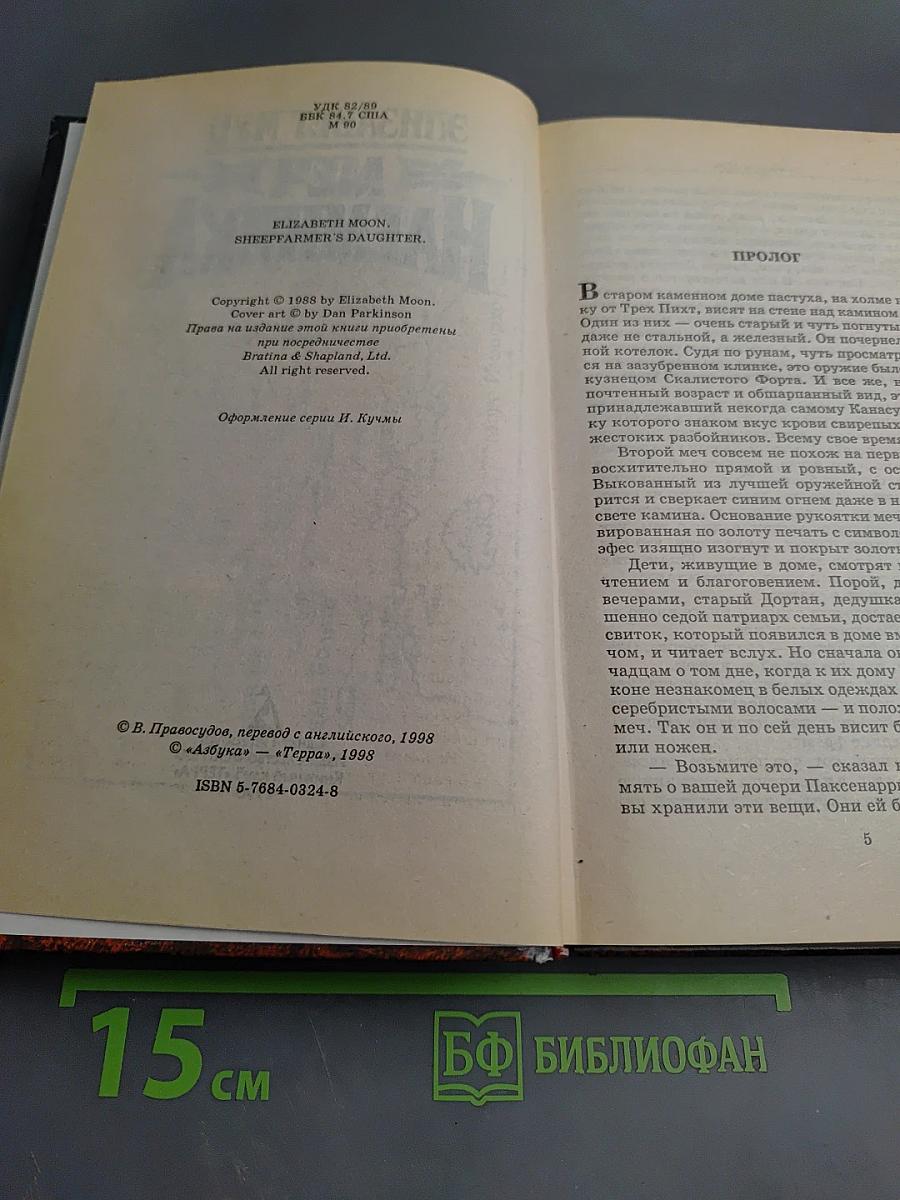 УДК 82/89
ББК 84.7 США
М 90
ELIZABETH MOON.
SHEEPFARMER'S DAUGHTER.
Copyright © 1988 by Elizabeth Moon.
Cover art © by Dan Parkinson
Права на издание этой книги приобретены
при посредничестве
Bratina & Shapland, Ltd.
All right reserved.
Оформление серии И. Кучмы
© В. Правосудов, перевод с английского, 1998
© «Азбука» — «Терра», 1998
ISBN 5-7684-0324-8
ПРОЛОГ
В старом каменном доме пастуха, на холме
ку от Трех Пихт, висят на стене над камином
Один из них — очень старый и чуть погнуты
даже не стальной, а железный. Он почернел
ной котелок. Судя по рунам, чуть просматр
ся на зазубренном клинке, это оружие был
кузнецом Скалистого Форта. И все же,
почтенный возраст и обшарпанный вид, э
принадлежавший некогда самому Канасу
ку которого знаком вкус крови свирепых
жестоких разбойников. Всему свое время
Второй меч совсем не похож на перв
восхитительно прямой и ровный, с ос
Выкованный из лучшей оружейной ст
рится и сверкает синим огнем даже в н
свете камина. Основание рукоятки меч
вированная по золоту печать с символ
эфес изящно изогнут и покрыт золоты
Дети, живущие в доме, смотрят
чтением и благоговением. Порой, д
вечерами, старый Дортан, дедушка
шенно седой патриарх семьи, достае
свиток, который появился в доме вм
чом, и читает вслух. Но сначала он
чадцам о том дне, когда к их дому
коне незнакомец в белых одеждах
серебристыми волосами — и полож
меч. Так он и по сей день висит б
или ножен.
— Возьмите это, — сказал
мять о вашей дочери Паксенарри
вы хранили эти вещи. Они ей б
5
15 см
БФ БИБЛИОФАН